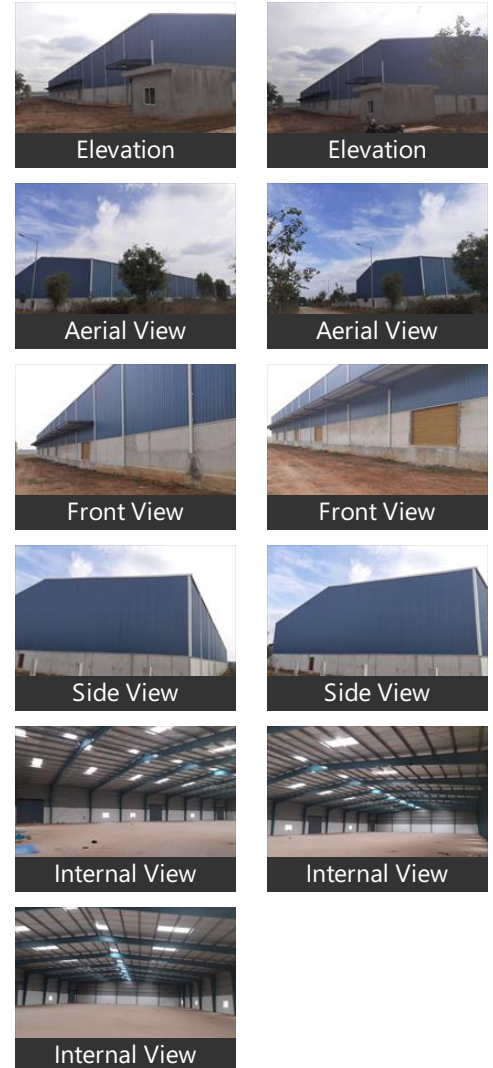 Elevation
Elevation
Aerial View
Aerial View
Front View
Front View
Side View
Side View
Internal View
Internal View
Internal View